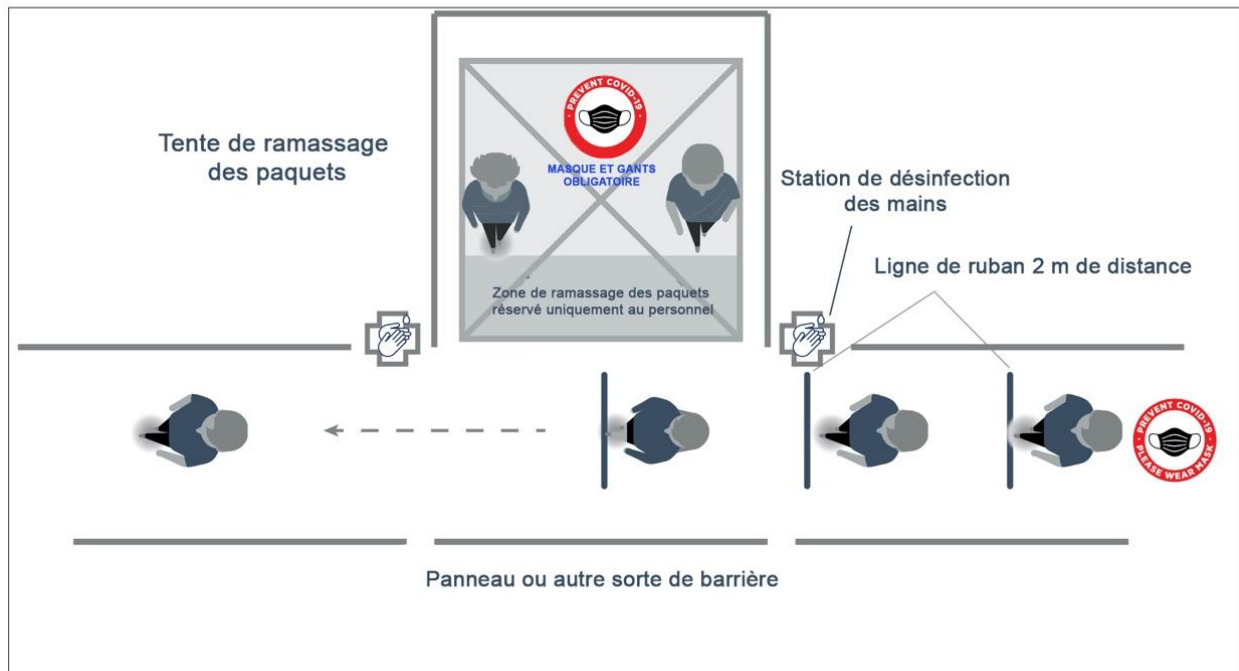 PREVENT COVID-19
MASQUE ET GANTS
OBLIGATOIRE
Tente de ramassage
des paquets
Station de désinfection
des mains
Ligne de ruban 2 m de distance
Zone de ramassage des paquets
réservé uniquement au personnel
PREVENT COVID-19
PLEASE WEAR MASK
Panneau ou autre sorte de barrière